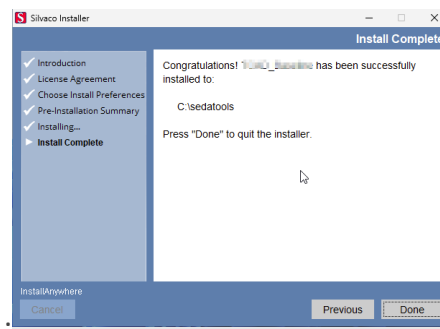 Silvaco Installer
Install Complete
Introduction
License Agreement
Choose Install Preferences
Pre-Installation Summary
Installing...
Install Complete
Congratulations! has been successfully
installed to:
C:\sedatools
Press "Done" to quit the installer.
InstallAnywhere
Cancel
Previous
Done